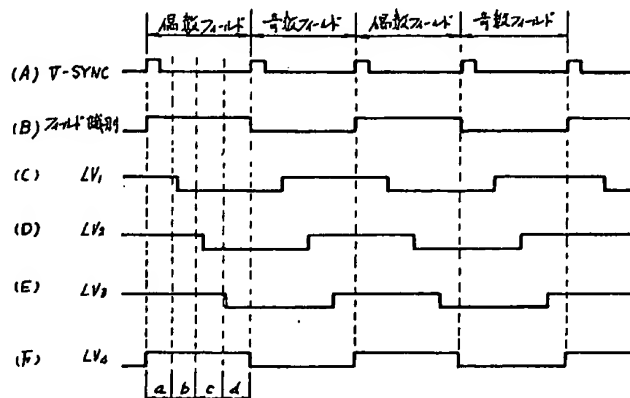 偶数フィールド 奇数フィールド 偶数フィールド 奇数フィールド
(A) V-SYNC
(B) フィールド識別
(C) LV₁
(D) LV₂
(E) LV₃
(F) LV₄
a b c d